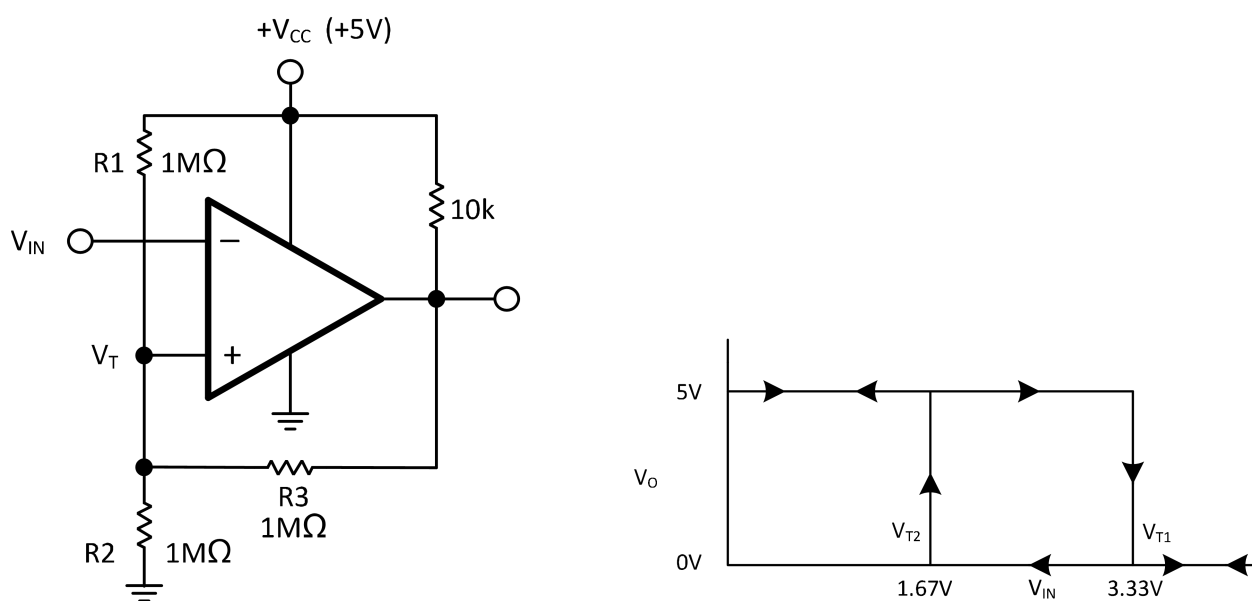 +VCC (+5V)
R1
1MΩ
10k
VIN
−
VT
+
R3
1MΩ
R2
1MΩ
5V
VO
VT2
VT1
0V
1.67V
VIN
3.33V